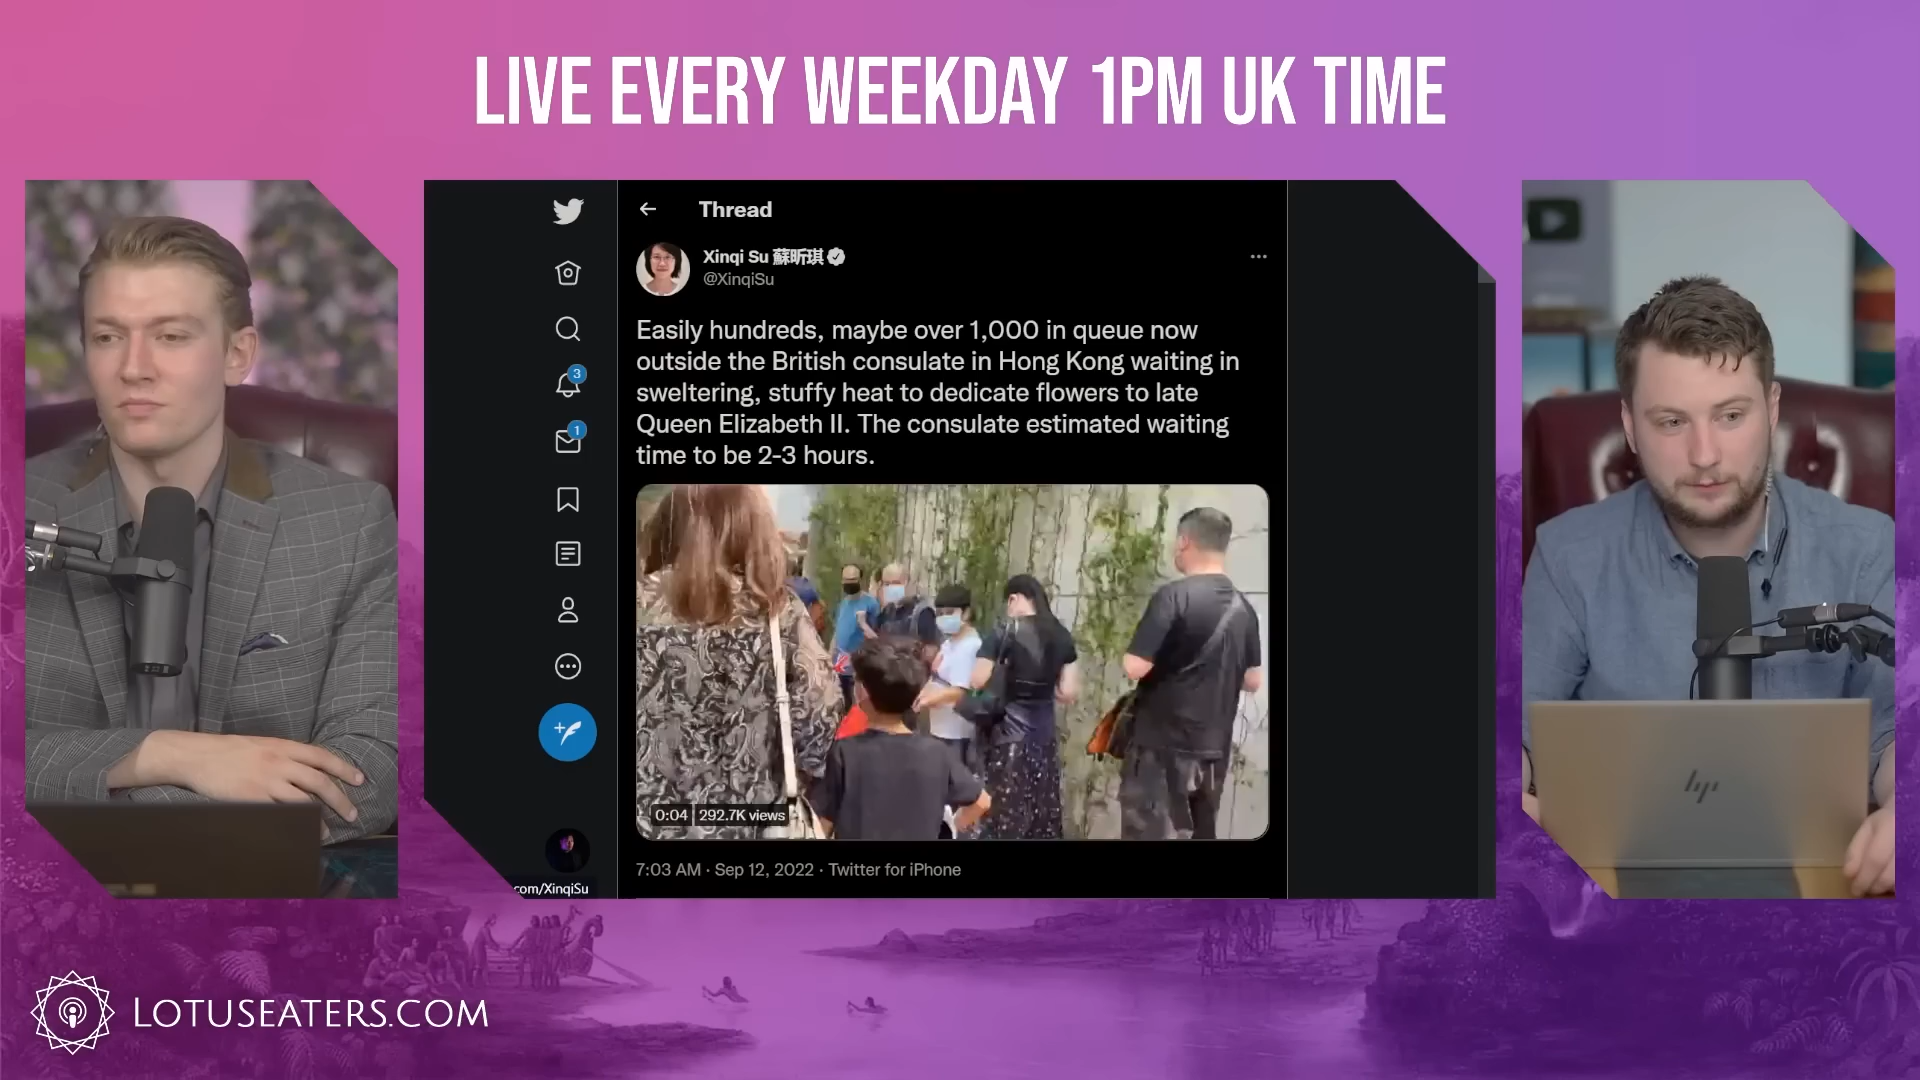 LIVE EVERY WEEKDAY 1PM UK TIME
Thread
Xinqi Su 蘇昕琪
@XinqiSu
Easily hundreds, maybe over 1,000 in queue now
outside the British consulate in Hong Kong waiting in
sweltering, stuffy heat to dedicate flowers to late
Queen Elizabeth II. The consulate estimated waiting
time to be 2-3 hours.
3
1
0:04 292.7K views
7:03 AM · Sep 12, 2022 · Twitter for iPhone
com/XinqiSu
hp
LOTUSEATERS.COM